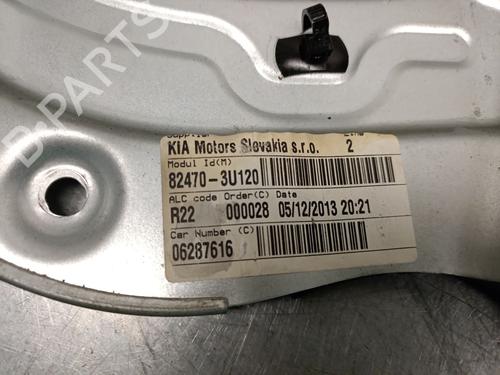 KIA Motors Slovakia s.r.o. 2
Modul Id(M)
82470-3U120
ALC code Order(C) Date
R22 000028 05/12/2013 20:21
Car Number (C)
06287616